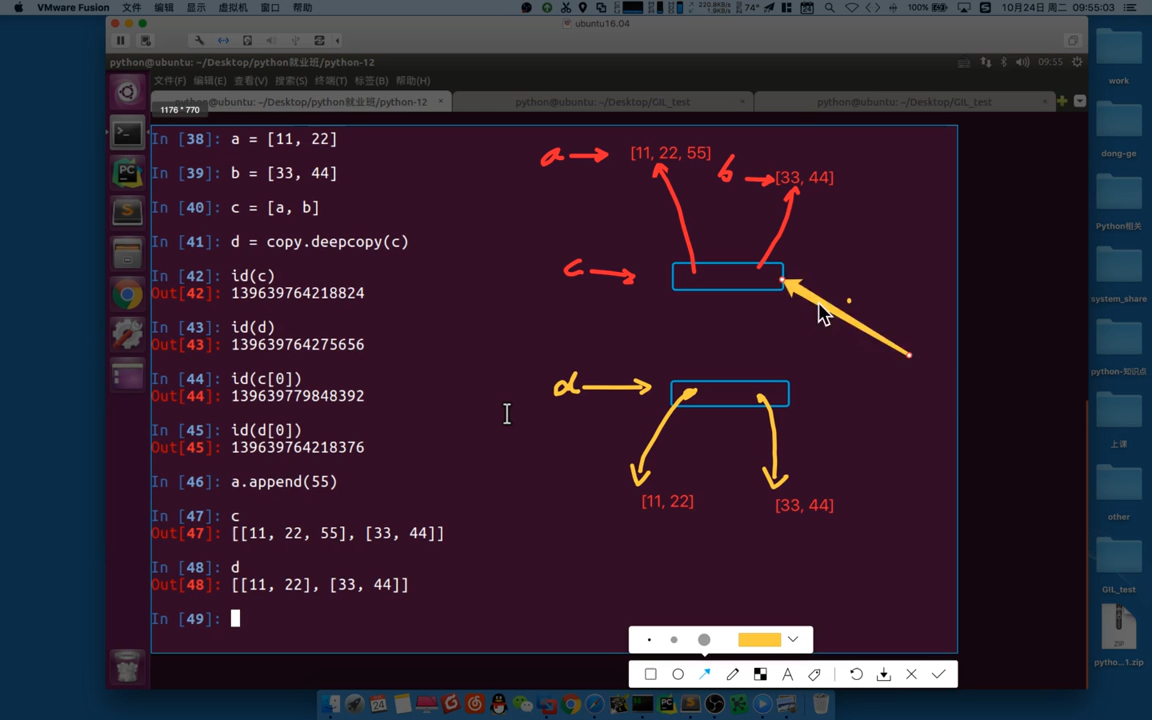 VMware Fusion 文件 编辑 显示 虚拟机 窗口 帮助 74° 100% 10月24日 周二 09:55:03
ubuntu16.04
python@ubuntu: ~/Desktop/python就业班/python-12 09:55
文件(F) 编辑(E) 查看(V) 搜索(S) 终端(T) 标签(B) 帮助(H)
python@ubuntu: ~/Desktop/python就业班/python-12 × python@ubuntu: ~/Desktop/GIL_test × python@ubuntu: ~/Desktop/GIL_test ×
1176 * 770
In [38]: a = [11, 22]
In [39]: b = [33, 44]
In [40]: c = [a, b]
In [41]: d = copy.deepcopy(c)
In [42]: id(c)
Out[42]: 139639764218824
In [43]: id(d)
Out[43]: 139639764275656
In [44]: id(c[0])
Out[44]: 139639779848392
In [45]: id(d[0])
Out[45]: 139639764218376
In [46]: a.append(55)
In [47]: c
Out[47]: [[11, 22, 55], [33, 44]]
In [48]: d
Out[48]: [[11, 22], [33, 44]]
In [49]:
a
[11, 22, 55]
b
[33, 44]
c
d
[11, 22]
[33, 44]
A
work
dong-ge
Python相关
system_share
python-知识点
上课
other
GIL_test
ZIP
pytho...1.zip